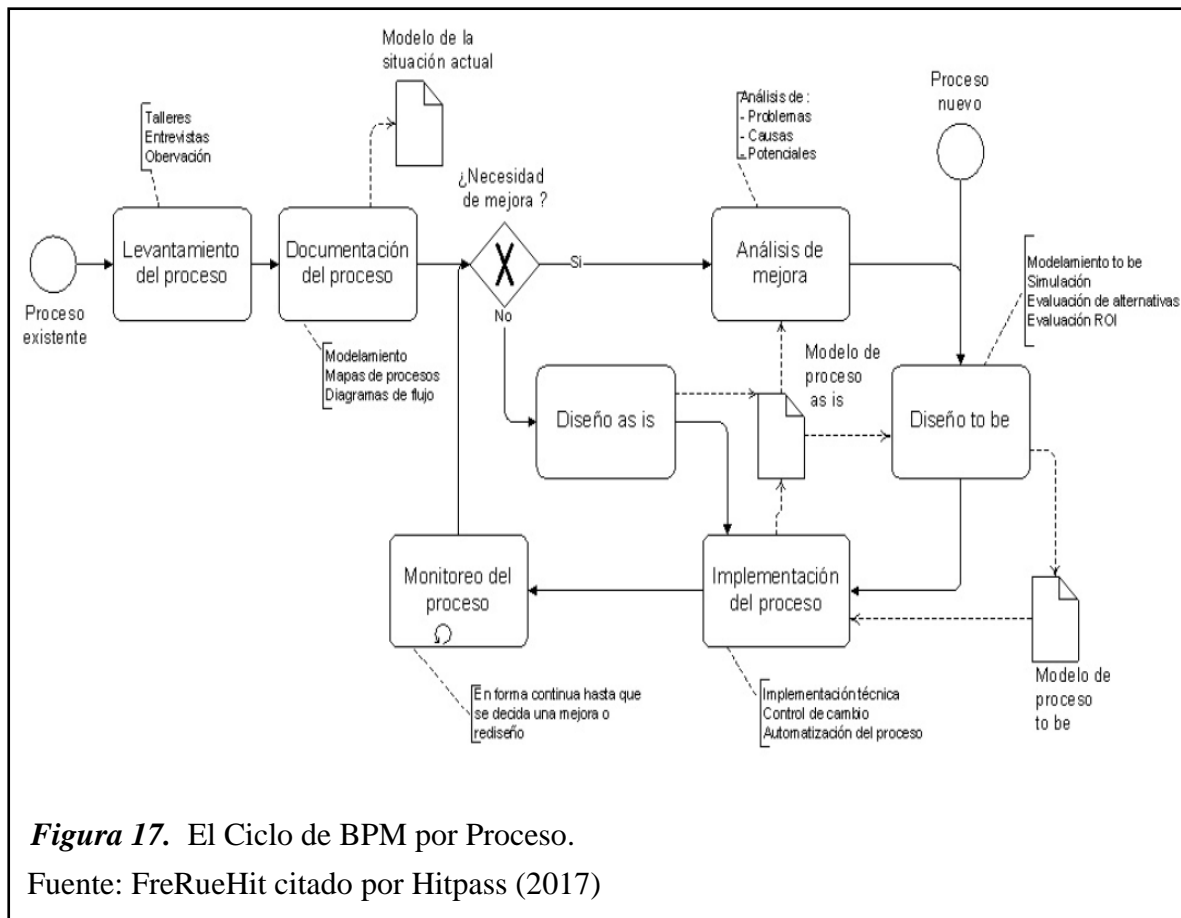 Modelo de la
situación actual
Proceso
nuevo
Talleres
Entrevistas
Obervación
Análisis de :
- Problemas
- Causas
- Potenciales
¿Necesidad
de mejora ?
Levantamiento
del proceso
Documentación
del proceso
X
Si
Análisis de
mejora
Proceso
existente
No
Modelamiento to be
Simulación
Evaluación de alternativas
Evaluación ROI
Modelamiento
Mapas de procesos
Diagramas de flujo
Modelo de
proceso
as is
Diseño as is
Diseño to be
Monitoreo del
proceso
Implementación
del proceso
Modelo de
proceso
to be
En forma continua hasta que
se decida una mejora o
rediseño
Implementación técnica
Control de cambio
Automatización del proceso
Figura 17. El Ciclo de BPM por Proceso.
Fuente: FreRueHit citado por Hitpass (2017)